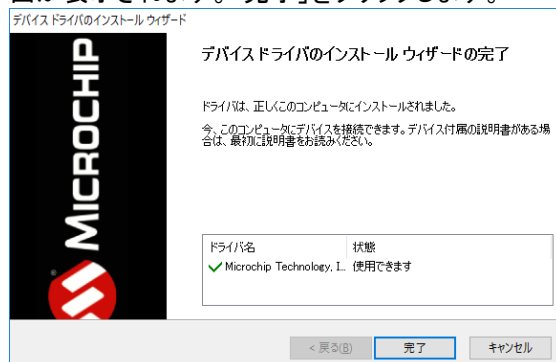 画が表示されます。「完了」をクリックします。
デバイス ドライバのインストール ウィザード
MICROCHIP
デバイス ドライバのインストール ウィザードの完了
ドライバは、正しくこのコンピュータにインストールされました。
今、このコンピュータにデバイスを接続できます。デバイス付属の説明書がある場
合は、最初に説明書をお読みください。
ドライバ名 状態
Microchip Technology, I... 使用できます
< 戻る(B) 完了 キャンセル